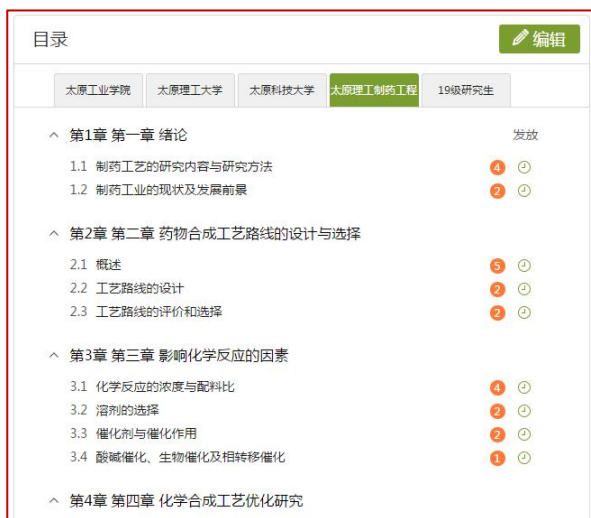 目录 编辑
太原工业学院 太原理工大学 太原科技大学 太原理工制药工程 19级研究生
第1章 第一章 绪论 发放
1.1 制药工艺的研究内容与研究方法 4
1.2 制药工业的现状及发展前景 2
第2章 第二章 药物合成工艺路线的设计与选择
2.1 概述 5
2.2 工艺路线的设计 2
2.3 工艺路线的评价和选择 2
第3章 第三章 影响化学反应的因素
3.1 化学反应的浓度与配料比 4
3.2 溶剂的选择 2
3.3 催化剂与催化作用 2
3.4 酸碱催化、生物催化及相转移催化 1
第4章 第四章 化学合成工艺优化研究